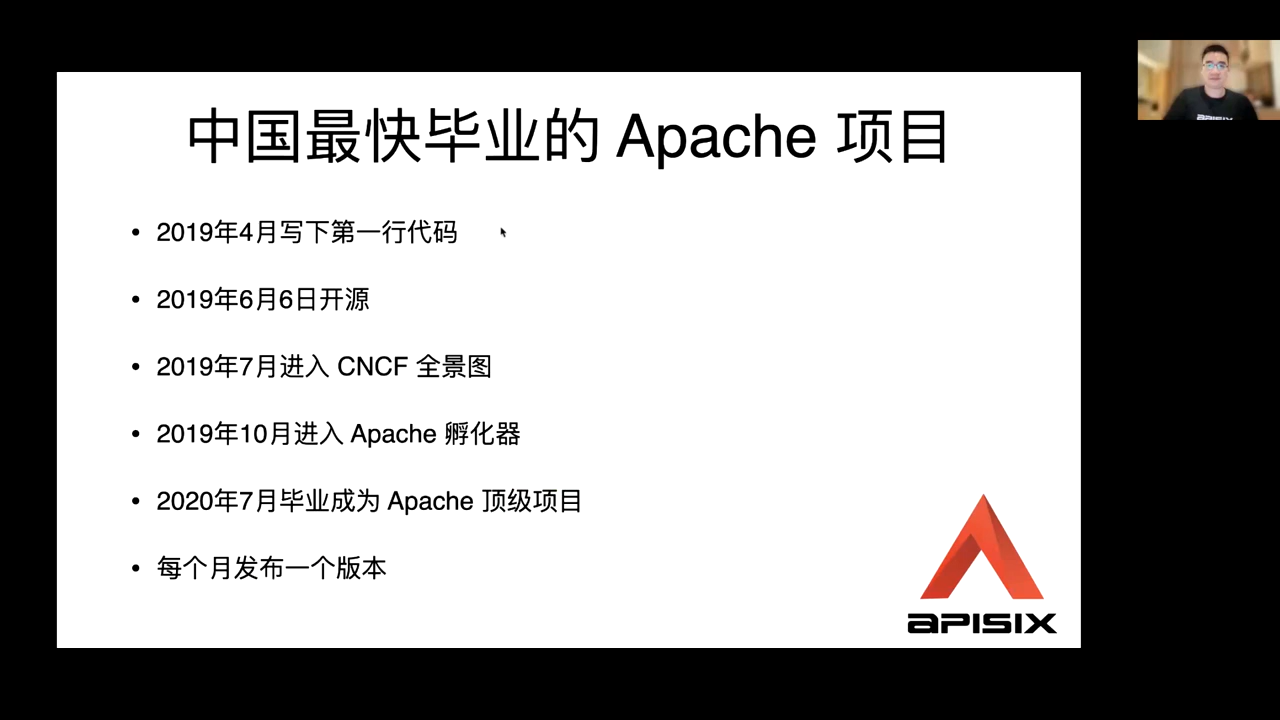 中国最快毕业的 Apache 项目
• 2019年4月写下第一行代码
• 2019年6月6日开源
• 2019年7月进入 CNCF 全景图
• 2019年10月进入 Apache 孵化器
• 2020年7月毕业成为 Apache 顶级项目
• 每个月发布一个版本
APISIX
APISIX